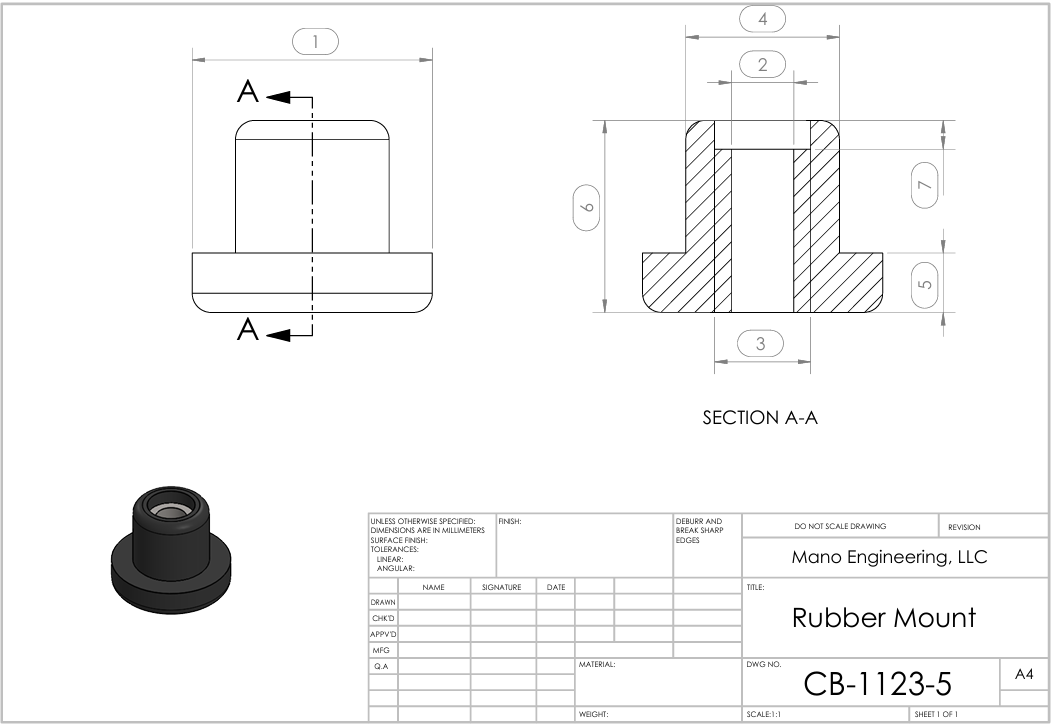 4
1
2
A
6
7
5
A
3
SECTION A-A
UNLESS OTHERWISE SPECIFIED:
DIMENSIONS ARE IN MILLIMETERS
SURFACE FINISH:
TOLERANCES:
LINEAR:
ANGULAR:
FINISH:
DEBURR AND
BREAK SHARP
EDGES
DO NOT SCALE DRAWING
REVISION
Mano Engineering, LLC
NAME
SIGNATURE
DATE
DRAWN
CHK'D
APPV'D
MFG
Q.A
TITLE:
Rubber Mount
MATERIAL:
DWG NO.
CB-1123-5
A4
WEIGHT:
SCALE:1:1
SHEET 1 OF 1